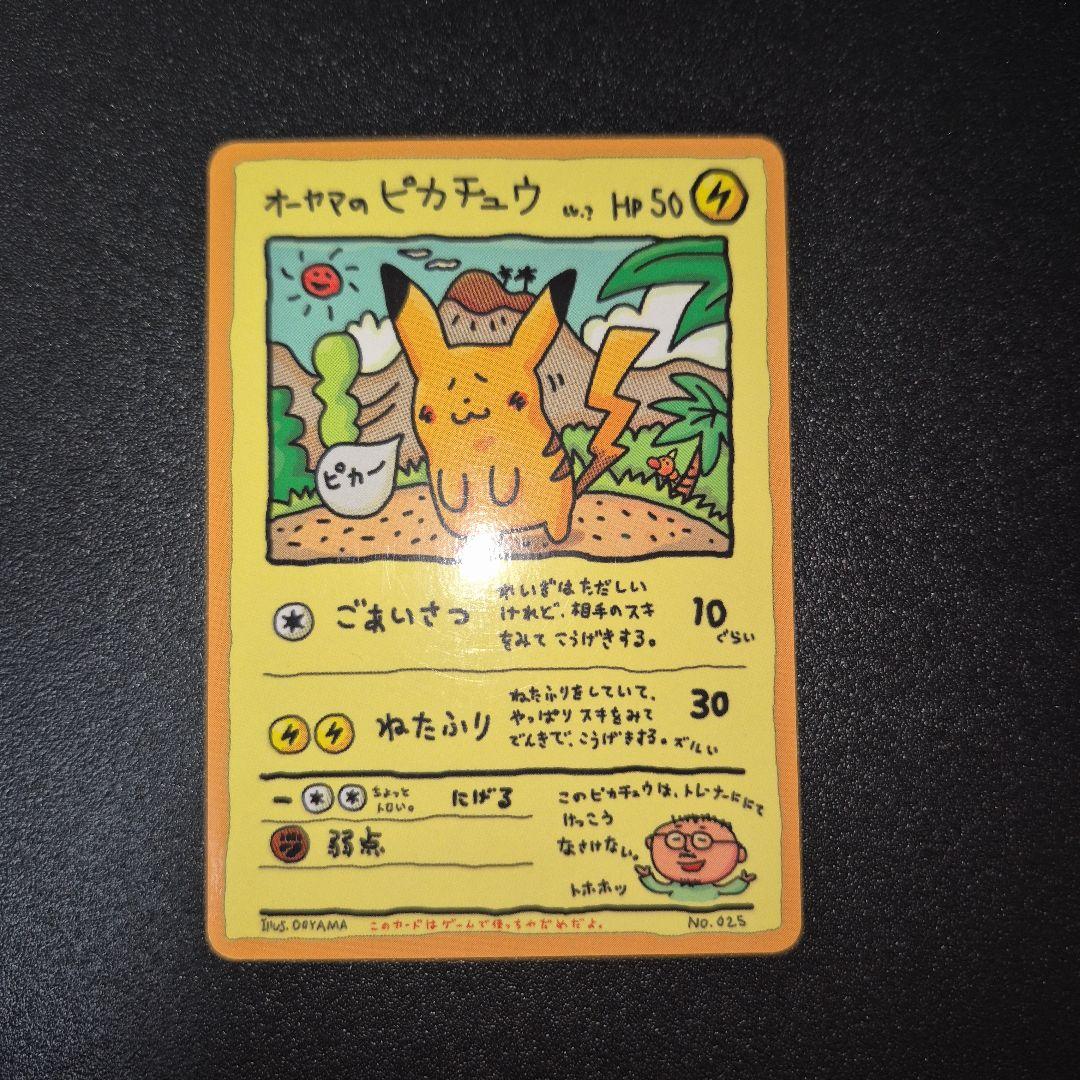 オーヤマのピカチュウ Lv.? HP50
ピカー
ごあいさつ
れいぎはただしい
けれど、相手のスキ
をみてこうげきする。
10
ぐらい
ねたふり
ねたふりをしていて、
やっぱりスキをみて
でんきで、こうげきする。ズルい
30
ー
ちょっと
トロい。
にげる
弱点
このピカチュウは、トレーナーににて
けっこう
なさけない。
トホホッ
Illus. OOYAMA
このカードはゲームで使っちゃだめだよ。
No.025